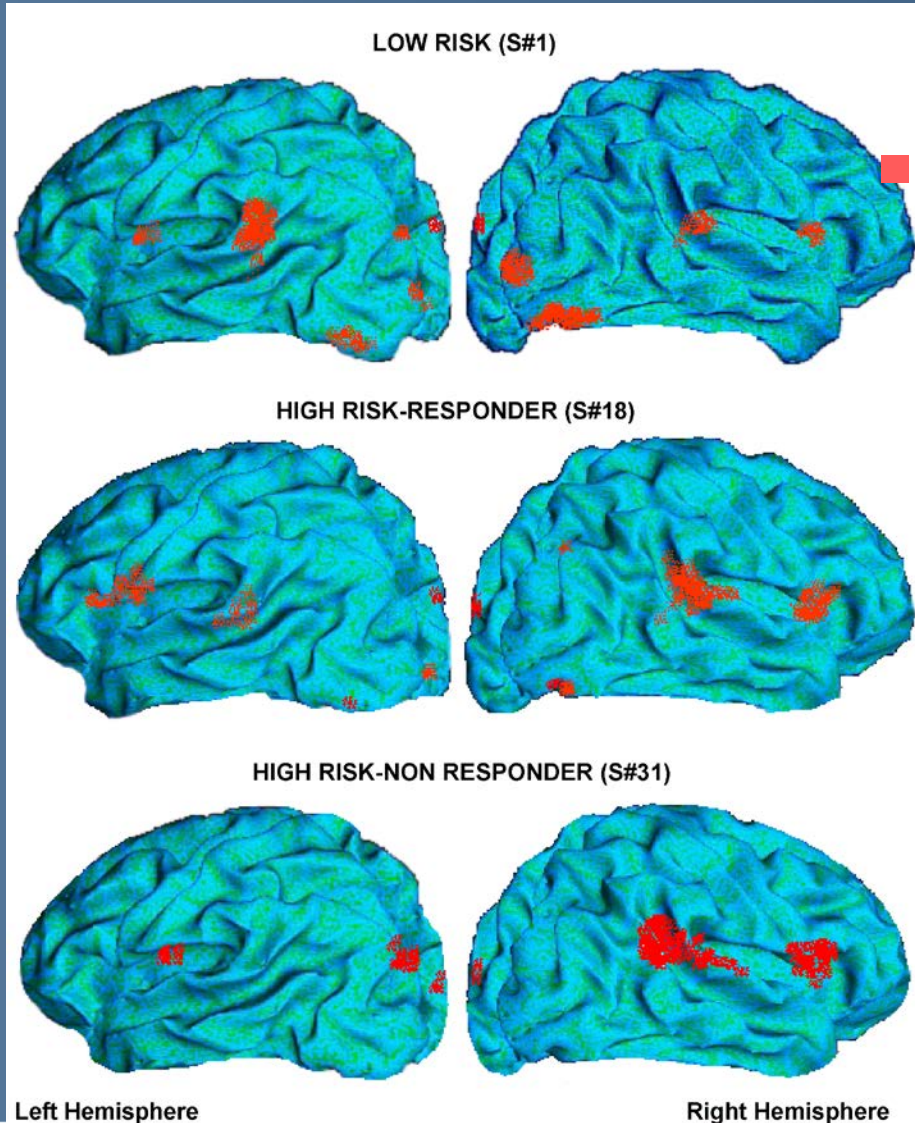 LOW RISK (S#1)
HIGH RISK-RESPONDER (S#18)
HIGH RISK-NON RESPONDER (S#31)
Left Hemisphere
Right Hemisphere